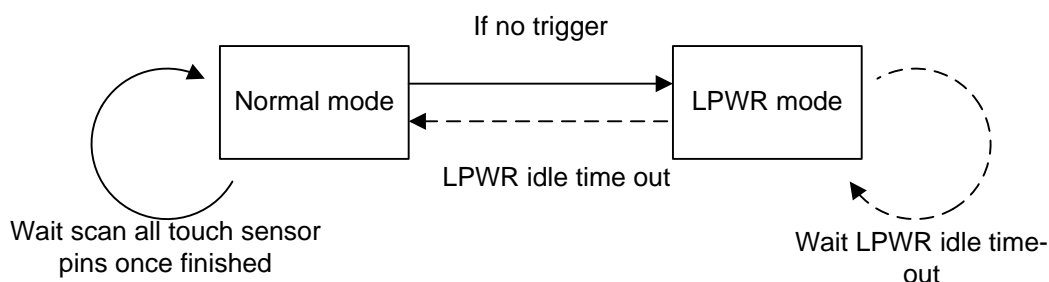 If no trigger
Normal mode
LPWR mode
LPWR idle time out
Wait scan all touch sensor
pins once finished
Wait LPWR idle time-
out